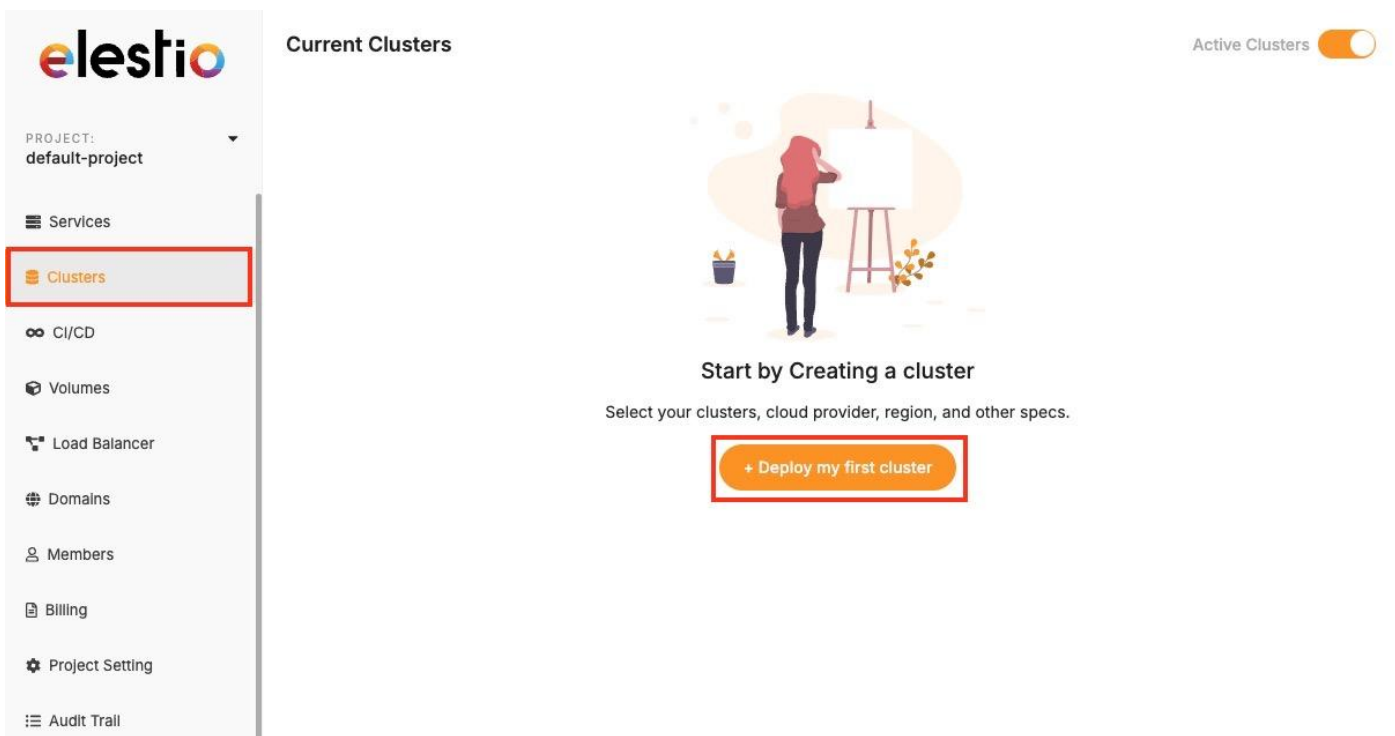 elestio
PROJECT:
default-project
Services
Clusters
CI/CD
Volumes
Load Balancer
Domains
Members
Billing
Project Setting
Audit Trail
Current Clusters
Active Clusters
Start by Creating a cluster
Select your clusters, cloud provider, region, and other specs.
+ Deploy my first cluster